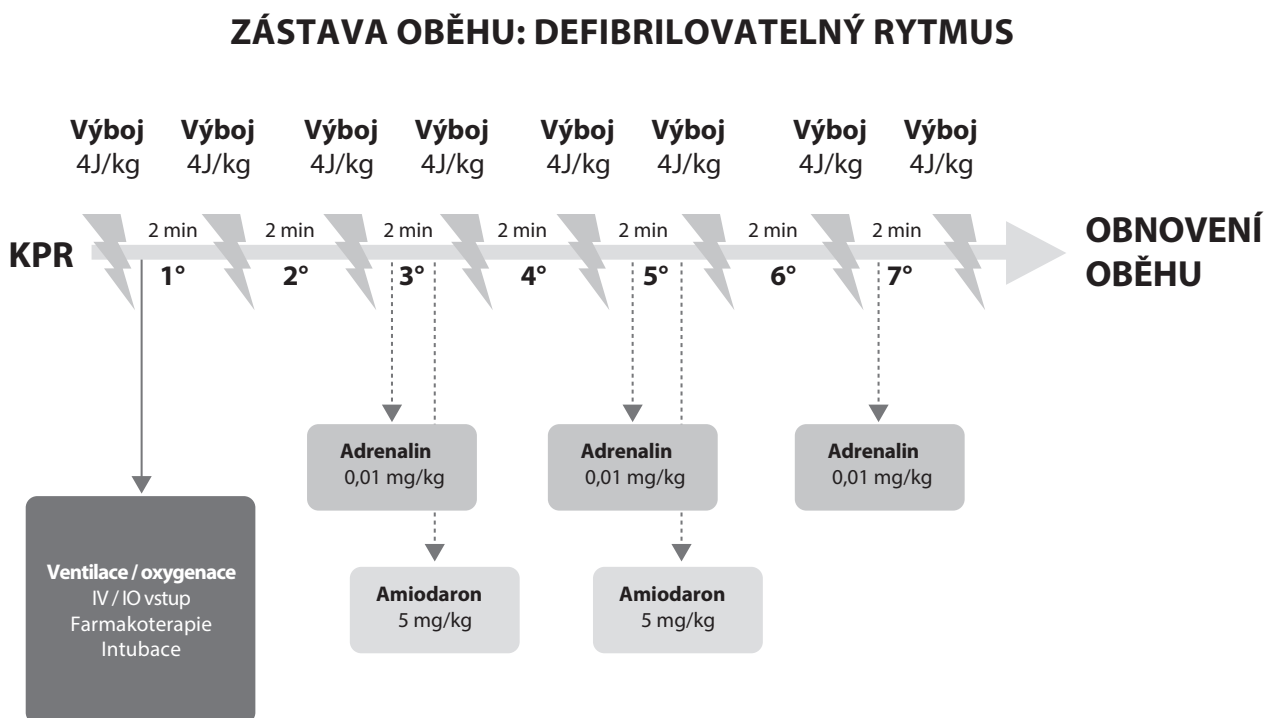 ZÁSTAVA OBĚHU: DEFIBRILOVATELNÝ RYTMUS
Výboj Výboj Výboj Výboj Výboj Výboj Výboj Výboj
4J/kg 4J/kg 4J/kg 4J/kg 4J/kg 4J/kg 4J/kg 4J/kg
KPR
2 min 2 min 2 min 2 min 2 min 2 min 2 min
1° 2° 3° 4° 5° 6° 7°
OBNOVENÍ
OBĚHU
Adrenalin
0,01 mg/kg
Adrenalin
0,01 mg/kg
Adrenalin
0,01 mg/kg
Ventilace / oxygenace
IV / IO vstup
Farmakoterapie
Intubace
Amiodaron
5 mg/kg
Amiodaron
5 mg/kg